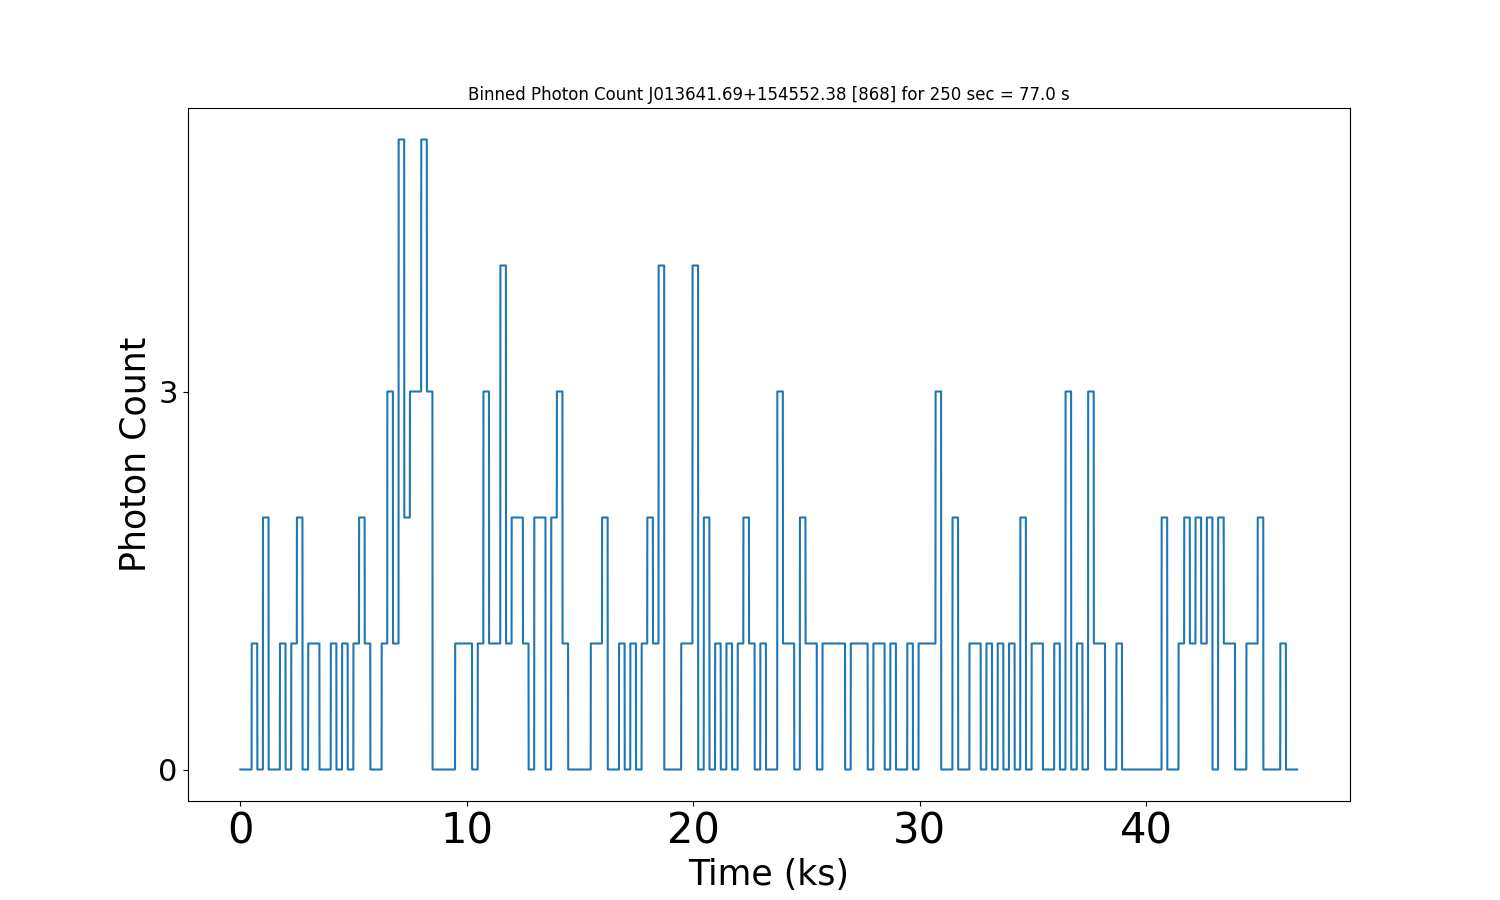 Binned Photon Count J013641.69+154552.38 [868] for 250 sec = 77.0 s
Photon Count
3
0
0 10 20 30 40
Time (ks)